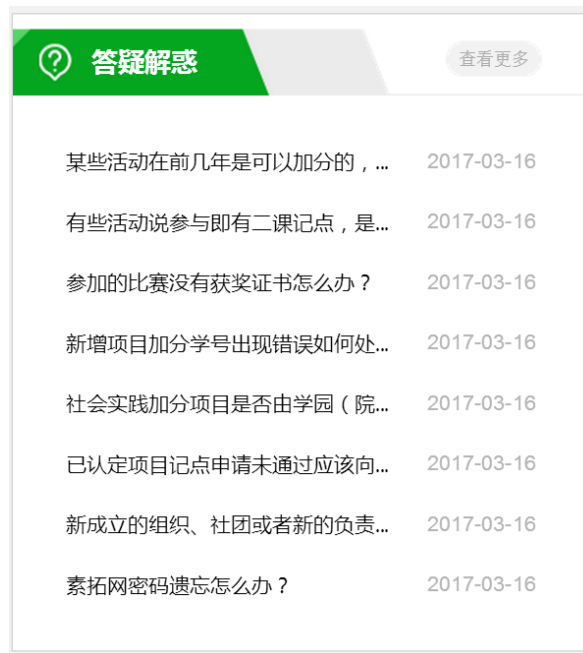 答疑解惑 查看更多
某些活动在前几年是可以加分的，... 2017-03-16
有些活动说参与即有二课记点，是... 2017-03-16
参加的比赛没有获奖证书怎么办？ 2017-03-16
新增项目加分学号出现错误如何处... 2017-03-16
社会实践加分项目是否由学园（院... 2017-03-16
已认定项目记点申请未通过应该向... 2017-03-16
新成立的组织、社团或者新的负责... 2017-03-16
素拓网密码遗忘怎么办？ 2017-03-16